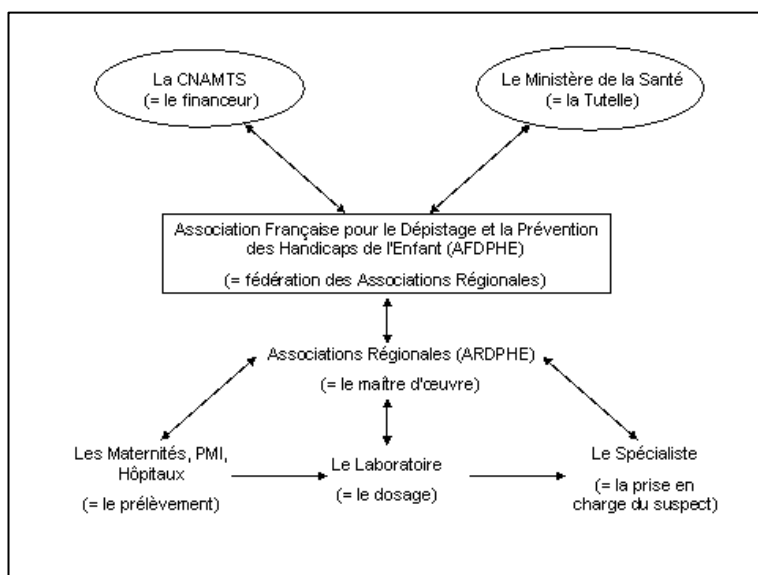 La CNAMTS
(= le financeur)
Le Ministère de la Santé
(= la Tutelle)
Association Française pour le Dépistage et la Prévention
des Handicaps de l'Enfant (AFDPHE)
(= fédération des Associations Régionales)
Associations Régionales (ARDPHE)
(= le maître d'œuvre)
Les Maternités, PMI,
Hôpitaux
(= le prélèvement)
Le Laboratoire
(= le dosage)
Le Spécialiste
(= la prise en
charge du suspect)